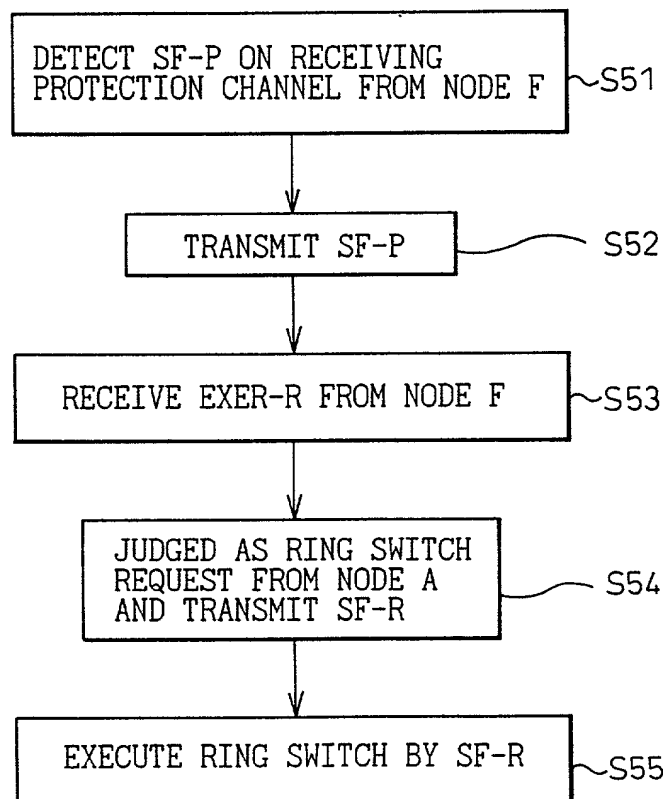 DETECT SF-P ON RECEIVING
PROTECTION CHANNEL FROM NODE F
S51
TRANSMIT SF-P
S52
RECEIVE EXER-R FROM NODE F
S53
JUDGED AS RING SWITCH
REQUEST FROM NODE A
AND TRANSMIT SF-R
S54
EXECUTE RING SWITCH BY SF-R
S55